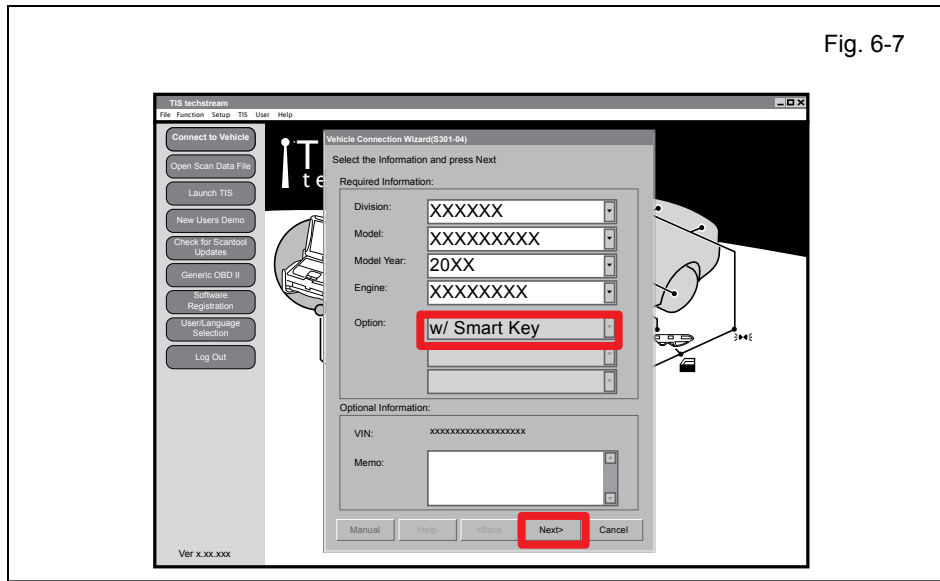 Fig. 6-7
TIS techstream
File Function Setup TIS User Help
Connect to Vehicle
Open Scan Data File
Launch TIS
New Users Demo
Check for Scantool
Updates
Generic OBD II
Software
Registration
User/Language
Selection
Log Out
Ver x.xx.xxx
T
te
Vehicle Connection Wizard(S301-04)
Select the Information and press Next
Required Information:
Division: XXXXXX
Model: XXXXXXXXX
Model Year: 20XX
Engine: XXXXXXXX
Option: w/ Smart Key
Optional Information:
VIN: xxxxxxxxxxxxxxxxxxx
Memo:
Manual Help <Back Next> Cancel